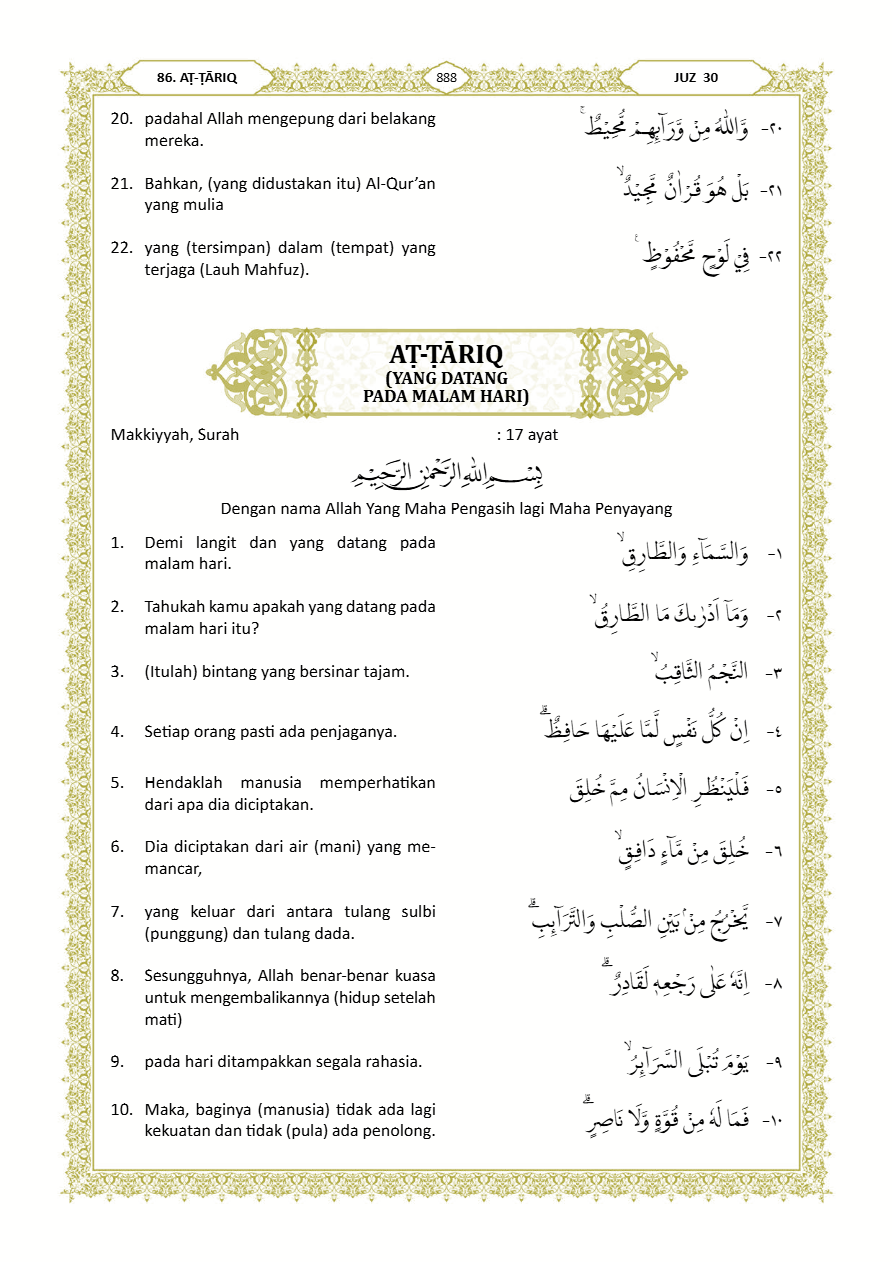 86. AṬ-ṬĀRIQ
888
JUZ 30
20. padahal Allah mengepung dari belakang
mereka.
٢٠- وَّاللّٰهُ مِنْ وَّرَاۤىِٕهِمْ مُّحِيْطٌۚ
21. Bahkan, (yang didustakan itu) Al-Qur’an
yang mulia
٢١- بَلْ هُوَ قُرْاٰنٌ مَّجِيْدٌۙ
22. yang (tersimpan) dalam (tempat) yang
terjaga (Lauh Mahfuz).
٢٢- فِيْ لَوْحٍ مَّحْفُوْظٍ ࣖ
AṬ-ṬĀRIQ
(YANG DATANG
PADA MALAM HARI)
Makkiyyah, Surah : 17 ayat
بِسْمِ اللّٰهِ الرَّحْمٰنِ الرَّحِيْمِ
Dengan nama Allah Yang Maha Pengasih lagi Maha Penyayang
1. Demi langit dan yang datang pada
malam hari.
١- وَالسَّمَاۤءِ وَالطَّارِقِۙ
2. Tahukah kamu apakah yang datang pada
malam hari itu?
٢- وَمَآ اَدْرٰىكَ مَا الطَّارِقُۙ
3. (Itulah) bintang yang bersinar tajam.
٣- النَّجْمُ الثَّاقِبُۙ
4. Setiap orang pasti ada penjaganya.
٤- اِنْ كُلُّ نَفْسٍ لَّمَّا عَلَيْهَا حَافِظٌۗ
5. Hendaklah manusia memperhatikan
dari apa dia diciptakan.
٥- فَلْيَنْظُرِ الْاِنْسَانُ مِمَّ خُلِقَ
6. Dia diciptakan dari air (mani) yang me-
mancar,
٦- خُلِقَ مِنْ مَّاۤءٍ دَافِقٍۙ
7. yang keluar dari antara tulang sulbi
(punggung) dan tulang dada.
٧- يَّخْرُجُ مِنْۢ بَيْنِ الصُّلْبِ وَالتَّرَاۤىِٕبِۗ
8. Sesungguhnya, Allah benar-benar kuasa
untuk mengembalikannya (hidup setelah
mati)
٨- اِنَّهٗ عَلٰى رَجْعِهٖ لَقَادِرٌۗ
9. pada hari ditampakkan segala rahasia.
٩- يَوْمَ تُبْلَى السَّرَاۤىِٕرُۙ
10. Maka, baginya (manusia) tidak ada lagi
kekuatan dan tidak (pula) ada penolong.
١٠- فَمَا لَهٗ مِنْ قُوَّةٍ وَّلَا نَاصِرٍۗ